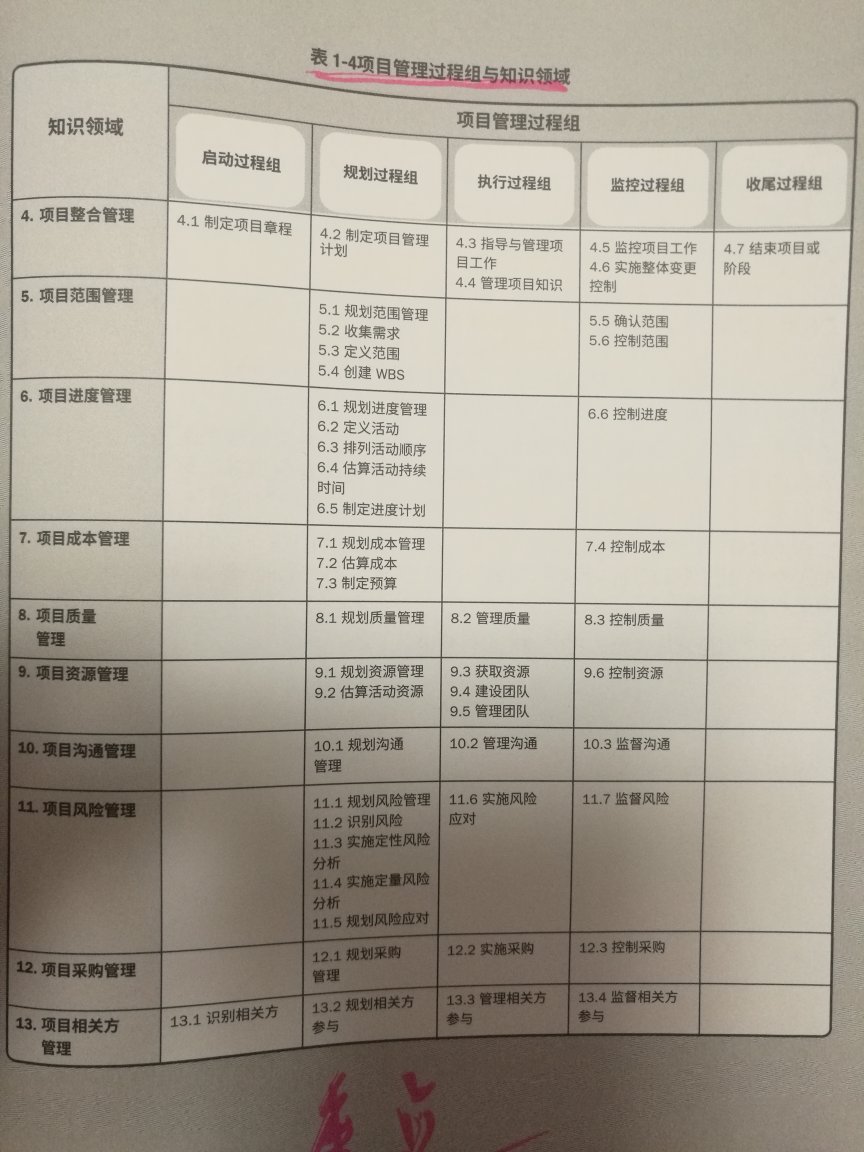 表 1-4项目管理过程组与知识领域
知识领域
项目管理过程组
启动过程组
规划过程组
执行过程组
监控过程组
收尾过程组
4. 项目整合管理
4.1 制定项目章程
4.2 制定项目管理
计划
4.3 指导与管理项
目工作
4.4 管理项目知识
4.5 监控项目工作
4.6 实施整体变更
控制
4.7 结束项目或
阶段
5. 项目范围管理
5.1 规划范围管理
5.2 收集需求
5.3 定义范围
5.4 创建 WBS
5.5 确认范围
5.6 控制范围
6. 项目进度管理
6.1 规划进度管理
6.2 定义活动
6.3 排列活动顺序
6.4 估算活动持续
时间
6.5 制定进度计划
6.6 控制进度
7. 项目成本管理
7.1 规划成本管理
7.2 估算成本
7.3 制定预算
7.4 控制成本
8. 项目质量
管理
8.1 规划质量管理
8.2 管理质量
8.3 控制质量
9. 项目资源管理
9.1 规划资源管理
9.2 估算活动资源
9.3 获取资源
9.4 建设团队
9.5 管理团队
9.6 控制资源
10. 项目沟通管理
10.1 规划沟通
管理
10.2 管理沟通
10.3 监督沟通
11. 项目风险管理
11.1 规划风险管理
11.2 识别风险
11.3 实施定性风险
分析
11.4 实施定量风险
分析
11.5 规划风险应对
11.6 实施风险
应对
11.7 监督风险
12. 项目采购管理
12.1 规划采购
管理
12.2 实施采购
12.3 控制采购
13. 项目相关方
管理
13.1 识别相关方
13.2 规划相关方
参与
13.3 管理相关方
参与
13.4 监督相关方
参与